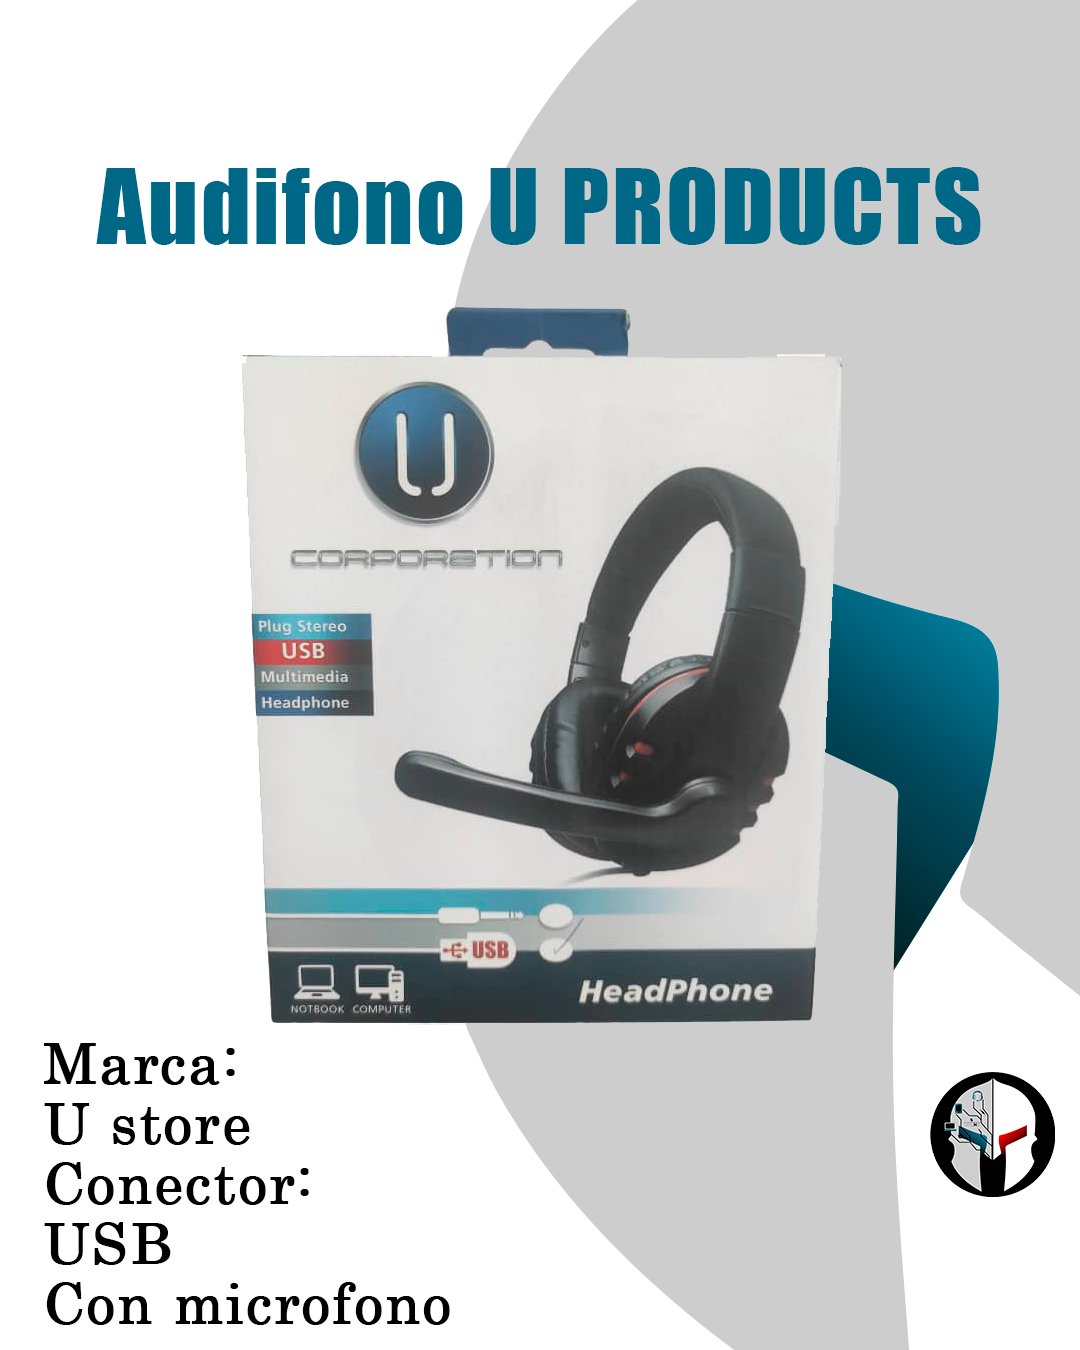 Audifono U PRODUCTS
U
CORPORATION
Plug Stereo
USB
Multimedia
Headphone
USB
NOTBOOK COMPUTER
HeadPhone
Marca:
U store
Conector:
USB
Con microfono